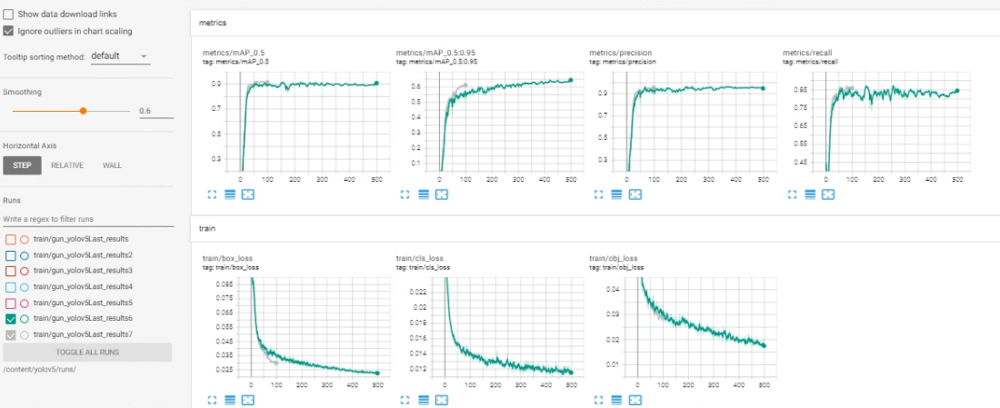 Show data download links
Ignore outliers in chart scaling
Tooltip sorting method: default
Smoothing
0.6
Horizontal Axis
STEP RELATIVE WALL
Runs
Write a regex to filter runs
train/gun_yolov5Last_results
train/gun_yolov5Last_results2
train/gun_yolov5Last_results3
train/gun_yolov5Last_results4
train/gun_yolov5Last_results5
train/gun_yolov5Last_results6
train/gun_yolov5Last_results7
TOGGLE ALL RUNS
/content/yolov5/runs/
metrics
metrics/mAP_0.5
tag: metrics/mAP_0.5
0.9
0.7
0.5
0.3
0 100 200 300 400 500
metrics/mAP_0.5:0.95
tag: metrics/mAP_0.5:0.95
0.6
0.5
0.4
0.3
0.2
0.1
0 100 200 300 400 500
metrics/precision
tag: metrics/precision
0.9
0.7
0.5
0.3
0 100 200 300 400 500
metrics/recall
tag: metrics/recall
0.85
0.75
0.65
0.55
0.45
0 100 200 300 400 500
train
train/box_loss
tag: train/box_loss
0.085
0.075
0.065
0.055
0.045
0.035
0.025
0 100 200 300 400 500
train/cls_loss
tag: train/cls_loss
0.022
0.02
0.018
0.016
0.014
0.012
0 100 200 300 400 500
train/obj_loss
tag: train/obj_loss
0.04
0.03
0.02
0.01
0 100 200 300 400 500